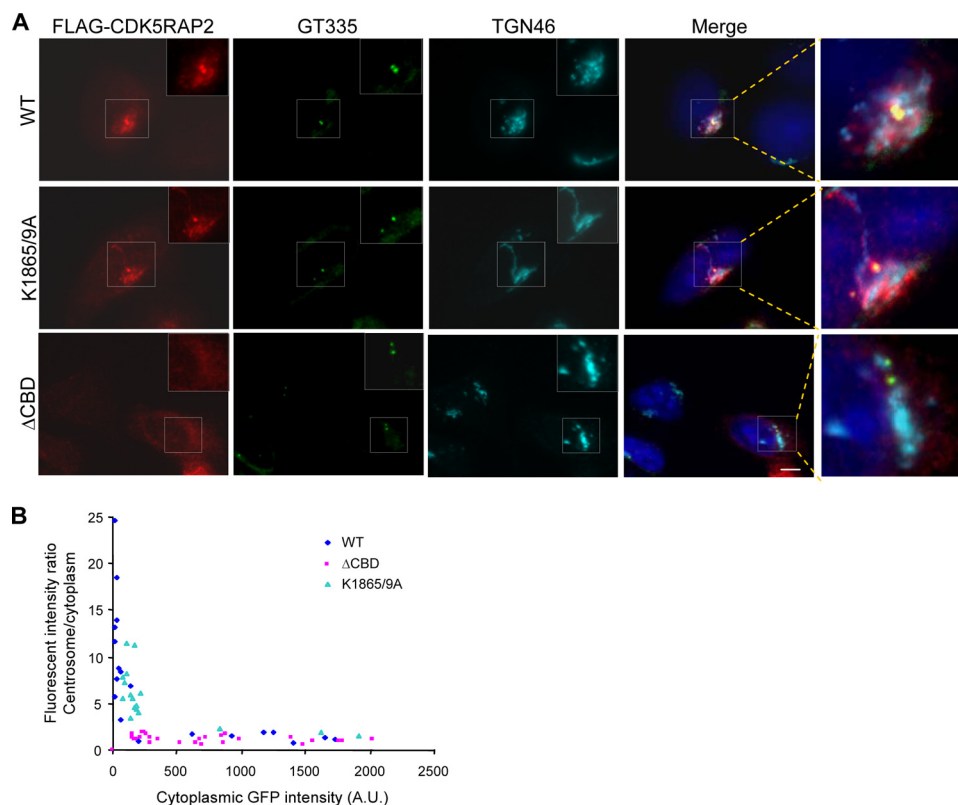 A
FLAG-CDK5RAP2 GT335 TGN46 Merge
WT
K1865/9A
ΔCBD
B
Fluorescent intensity ratio
Centrosome/cytoplasm
25
20
15
10
5
0
WT
ΔCBD
K1865/9A
0 500 1000 1500 2000 2500
Cytoplasmic GFP intensity (A.U.)